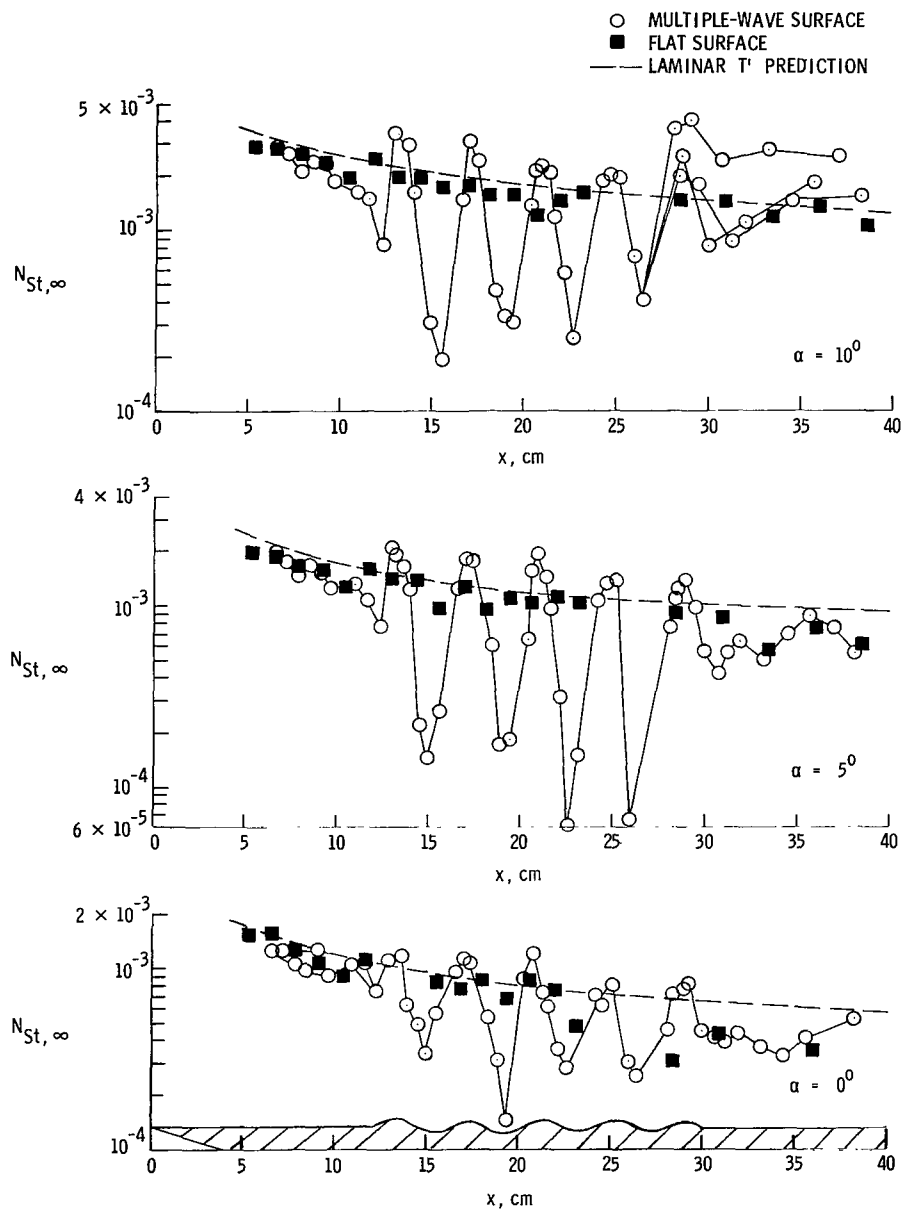 MULTIPLE-WAVE SURFACE
FLAT SURFACE
LAMINAR T' PREDICTION
5 × 10⁻³
10⁻³
N_St,∞
α = 10⁰
10⁻⁴
0 5 10 15 20 25 30 35 40
x, cm
4 × 10⁻³
10⁻³
N_St,∞
α = 5⁰
10⁻⁴
6 × 10⁻⁵
0 5 10 15 20 25 30 35 40
x, cm
2 × 10⁻³
10⁻³
N_St,∞
α = 0⁰
10⁻⁴
0 5 10 15 20 25 30 35 40
x, cm